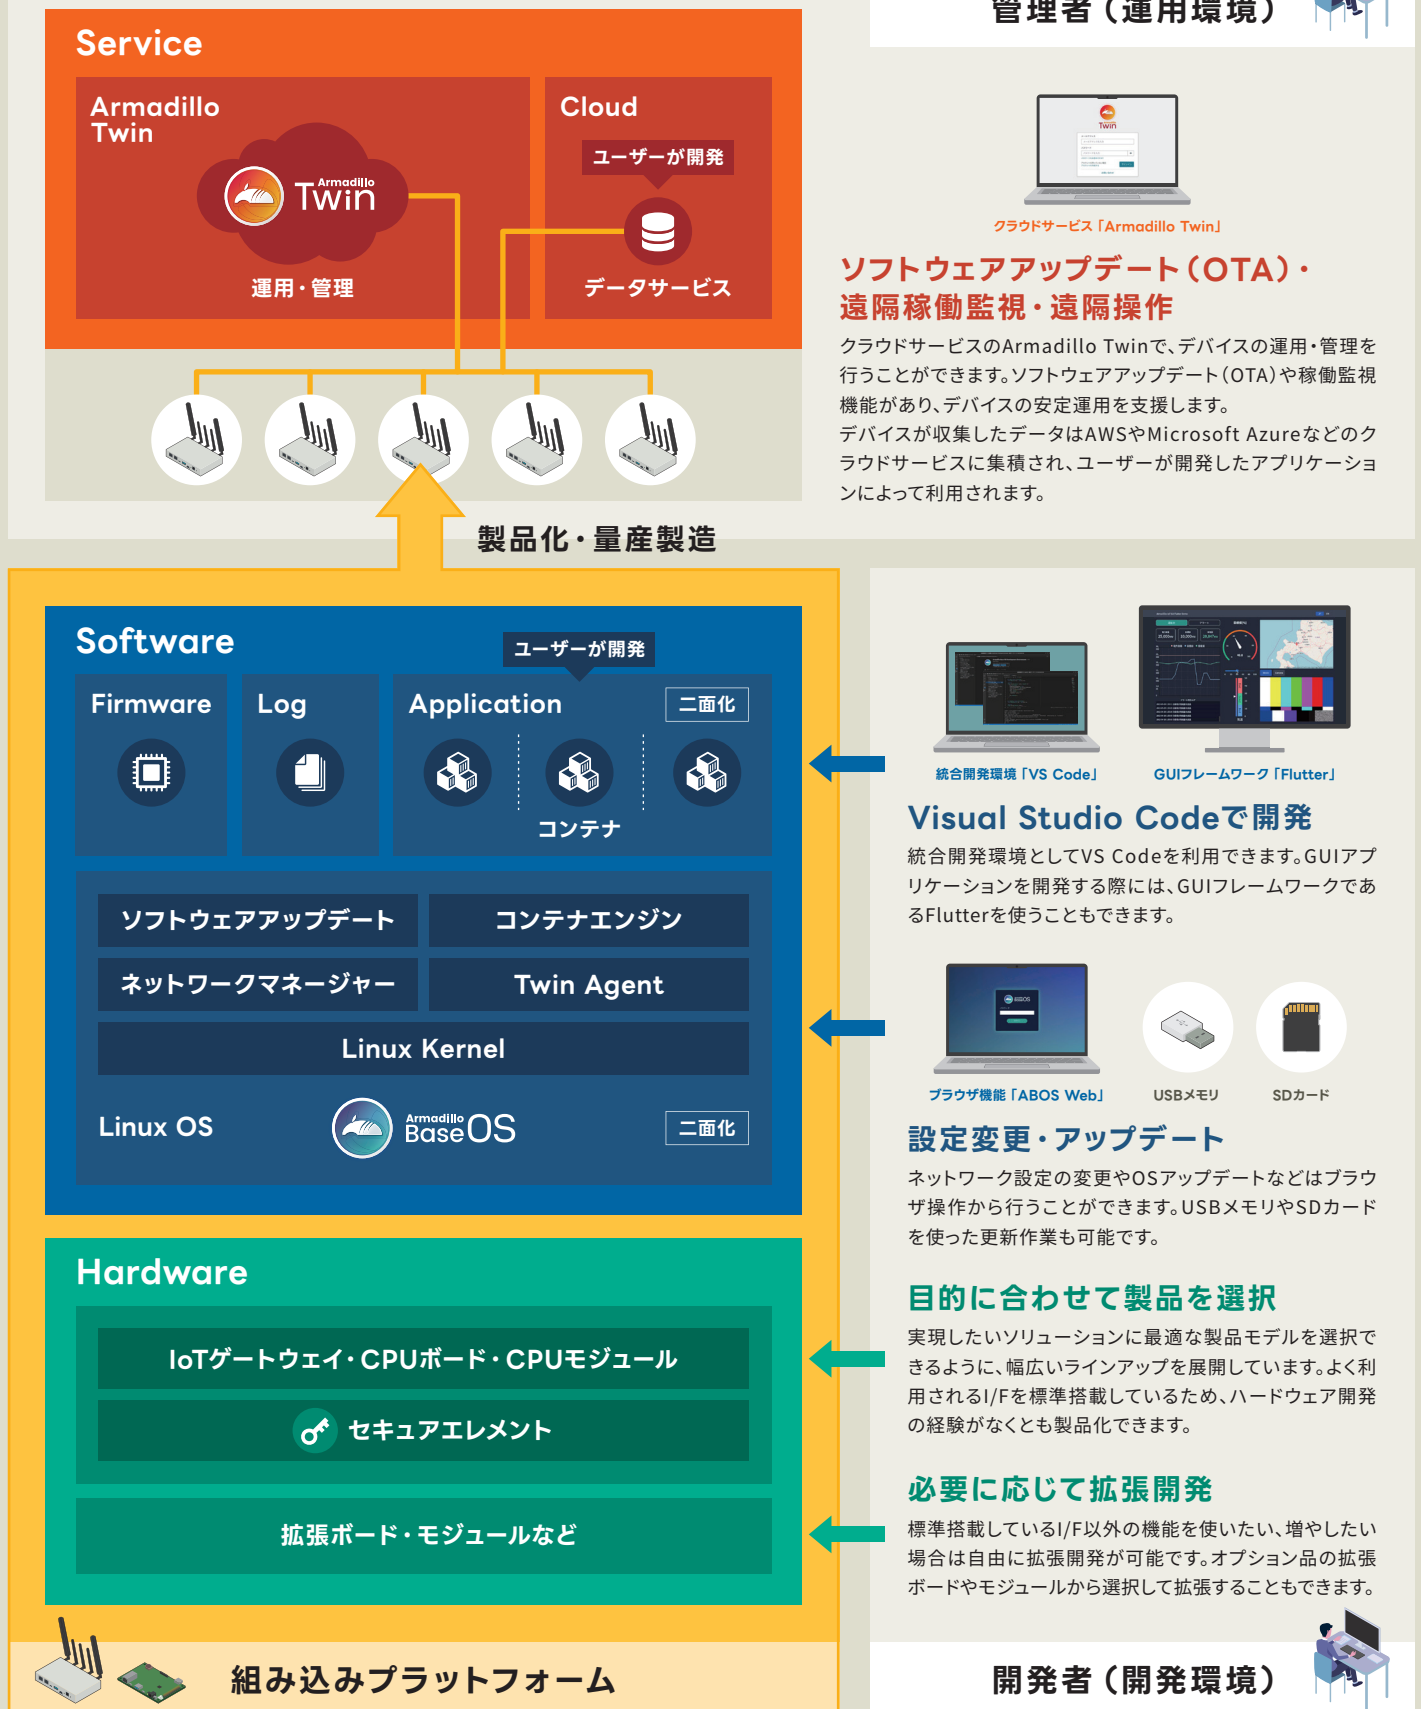 管理者（運用環境）
Service
Armadillo
Twin
Armadillo
Twin
運用・管理
Cloud
ユーザーが開発
データサービス
Twin
クラウドサービス「Armadillo Twin」
ソフトウェアアップデート（OTA）・
遠隔稼働監視・遠隔操作
クラウドサービスのArmadillo Twinで、デバイスの運用・管理を
行うことができます。ソフトウェアアップデート（OTA）や稼働監視
機能があり、デバイスの安定運用を支援します。
デバイスが収集したデータはAWSやMicrosoft Azureなどのク
ラウドサービスに集積され、ユーザーが開発したアプリケーショ
ンによって利用されます。
製品化・量産製造
Software
ユーザーが開発
Firmware
Log
Application
二面化
コンテナ
ソフトウェアアップデート
コンテナエンジン
ネットワークマネージャー
Twin Agent
Linux Kernel
Linux OS
Armadillo
Base OS
二面化
統合開発環境「VS Code」
GUIフレームワーク「Flutter」
Visual Studio Codeで開発
統合開発環境としてVS Codeを利用できます。GUIアプ
リケーションを開発する際には、GUIフレームワークであ
るFlutterを使うこともできます。
ブラウザ機能「ABOS Web」
USBメモリ
SDカード
設定変更・アップデート
ネットワーク設定の変更やOSアップデートなどはブラウ
ザ操作から行うことができます。USBメモリやSDカード
を使った更新作業も可能です。
Hardware
IoTゲートウェイ・CPUボード・CPUモジュール
セキュアエレメント
拡張ボード・モジュールなど
目的に合わせて製品を選択
実現したいソリューションに最適な製品モデルを選択で
きるように、幅広いラインアップを展開しています。よく利
用されるI/Fを標準搭載しているため、ハードウェア開発
の経験がなくとも製品化できます。
必要に応じて拡張開発
標準搭載しているI/F以外の機能を使いたい、増やしたい
場合は自由に拡張開発が可能です。オプション品の拡張
ボードやモジュールから選択して拡張することもできます。
組み込みプラットフォーム
開発者（開発環境）